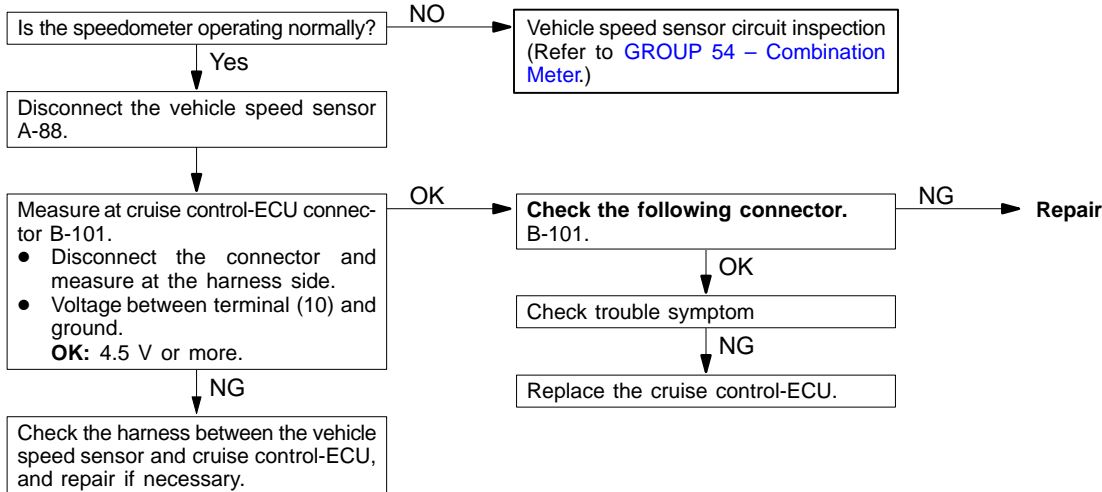 Is the speedometer operating normally?
NO
Vehicle speed sensor circuit inspection
(Refer to GROUP 54 – Combination
Meter.)
Yes
Disconnect the vehicle speed sensor
A-88.
Measure at cruise control-ECU connec-
tor B-101.
● Disconnect the connector and
measure at the harness side.
● Voltage between terminal (10) and
ground.
OK: 4.5 V or more.
OK
Check the following connector.
B-101.
NG
Repair
OK
Check trouble symptom
NG
Replace the cruise control-ECU.
NG
Check the harness between the vehicle
speed sensor and cruise control-ECU,
and repair if necessary.